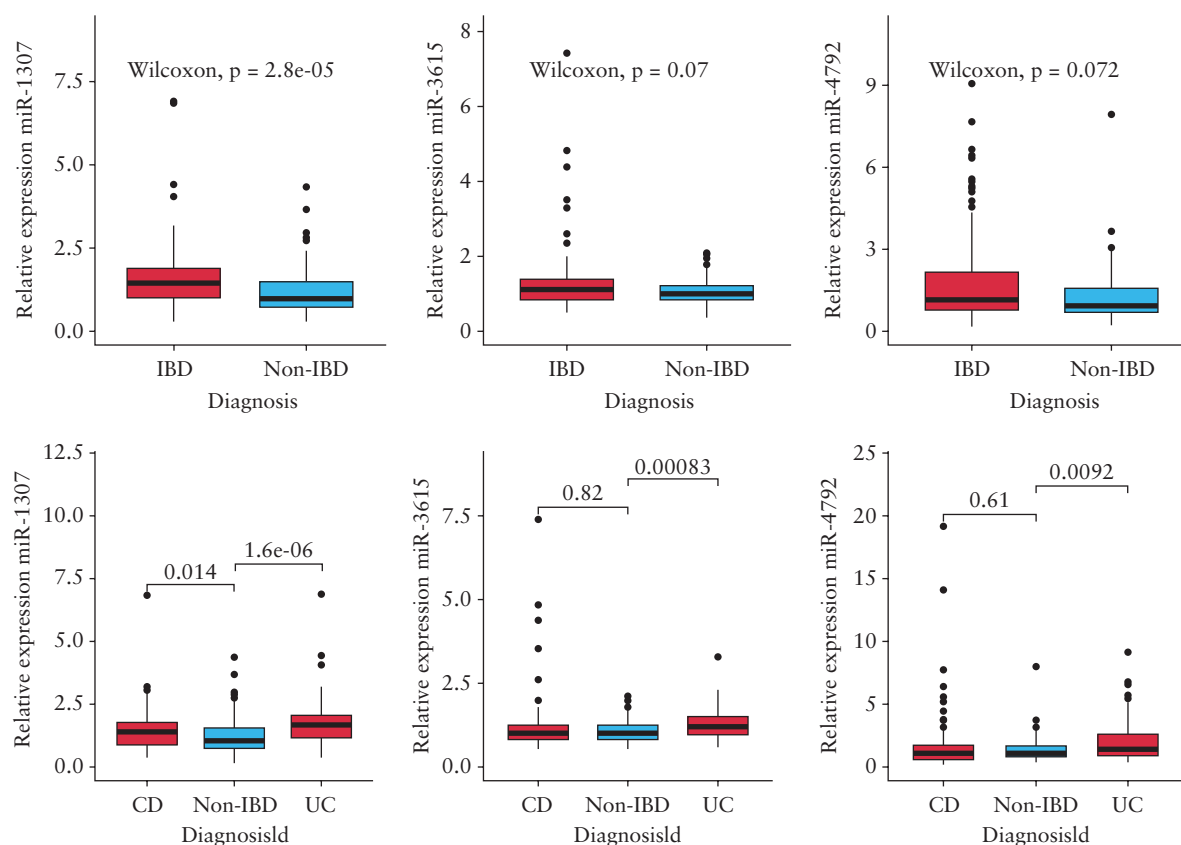 Relative expression miR-1307
7.5
5.0
2.5
0.0
Wilcoxon, p = 2.8e-05
IBD Non-IBD
Diagnosis
Relative expression miR-3615
8
6
4
2
0
Wilcoxon, p = 0.07
IBD Non-IBD
Diagnosis
Relative expression miR-4792
9
6
3
0
Wilcoxon, p = 0.072
IBD Non-IBD
Diagnosis
Relative expression miR-1307
12.5
10.0
7.5
5.0
2.5
0.0
0.014
1.6e-06
CD Non-IBD UC
Diagnosisld
Relative expression miR-3615
7.5
5.0
2.5
0.0
0.82
0.00083
CD Non-IBD UC
Diagnosisld
Relative expression miR-4792
25
20
15
10
5
0
0.61
0.0092
CD Non-IBD UC
Diagnosisld